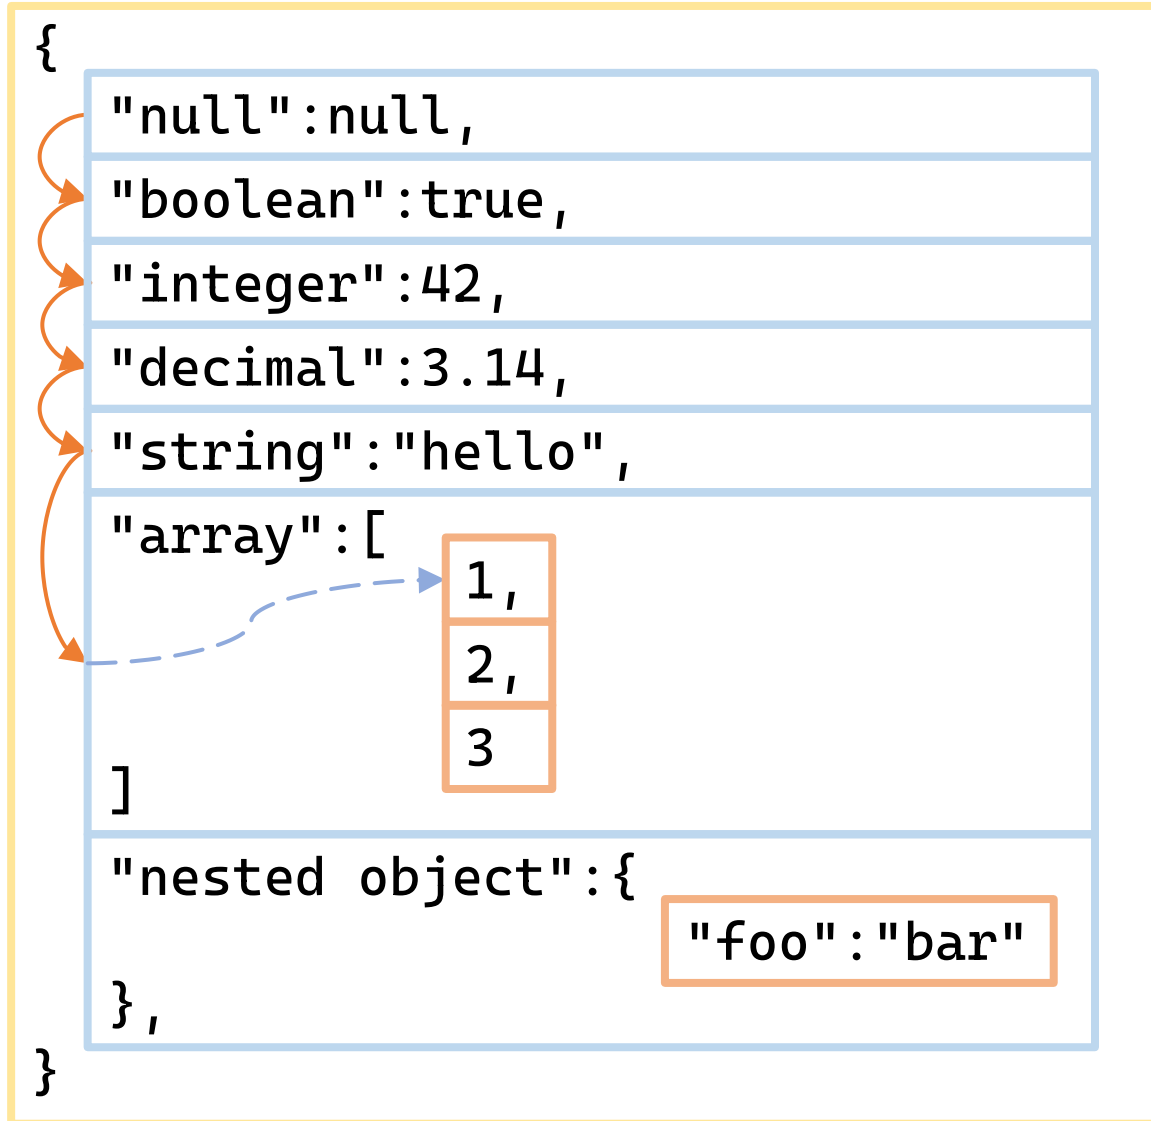 {
"null":null,
"boolean":true,
"integer":42,
"decimal":3.14,
"string":"hello",
"array":[
1,
2,
3
]
"nested object":{
"foo":"bar"
},
}